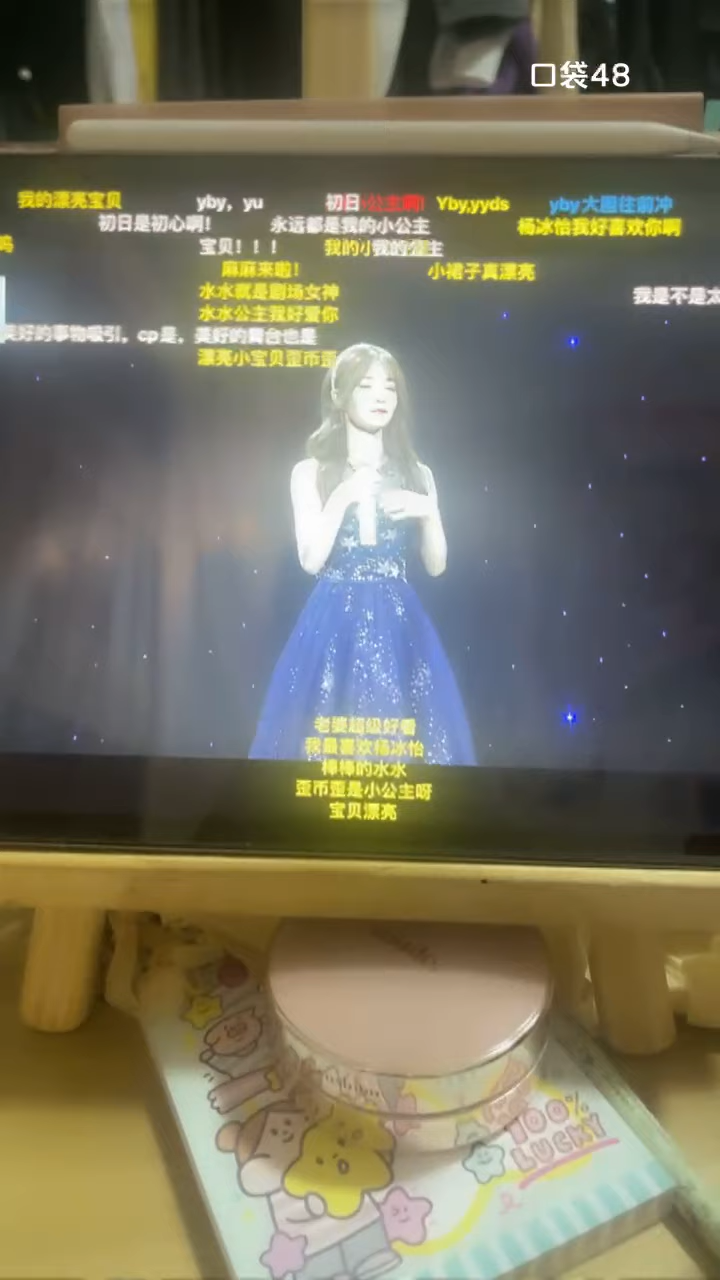 口袋48
我的漂亮宝贝
yby，yu
初日
公主啊！
Yby,yyds
yby大胆往前冲
初日是初心啊！
永远都是我的小公主
杨冰怡我好喜欢你啊
宝贝！！！
我的小
我的公主
麻麻来啦！
小裙子真漂亮
水水就是剧场女神
我是不是太
水水公主我好爱你
美好的事物吸引，cp是，美好的舞台也是
漂亮小宝贝歪币歪
老婆超级好看
我最喜欢杨冰怡
棒棒的水水
歪币歪是小公主呀
宝贝漂亮
100%
LUCKY